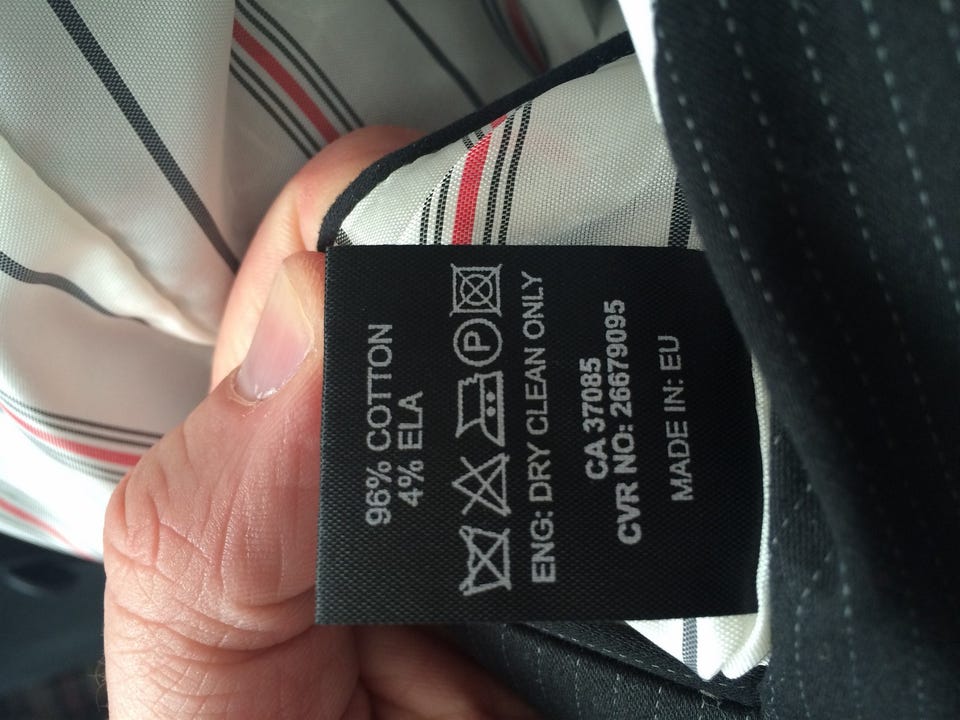 96% COTTON
4% ELA
P
ENG: DRY CLEAN ONLY
CA 37085
CVR NO: 26679095
MADE IN: EU